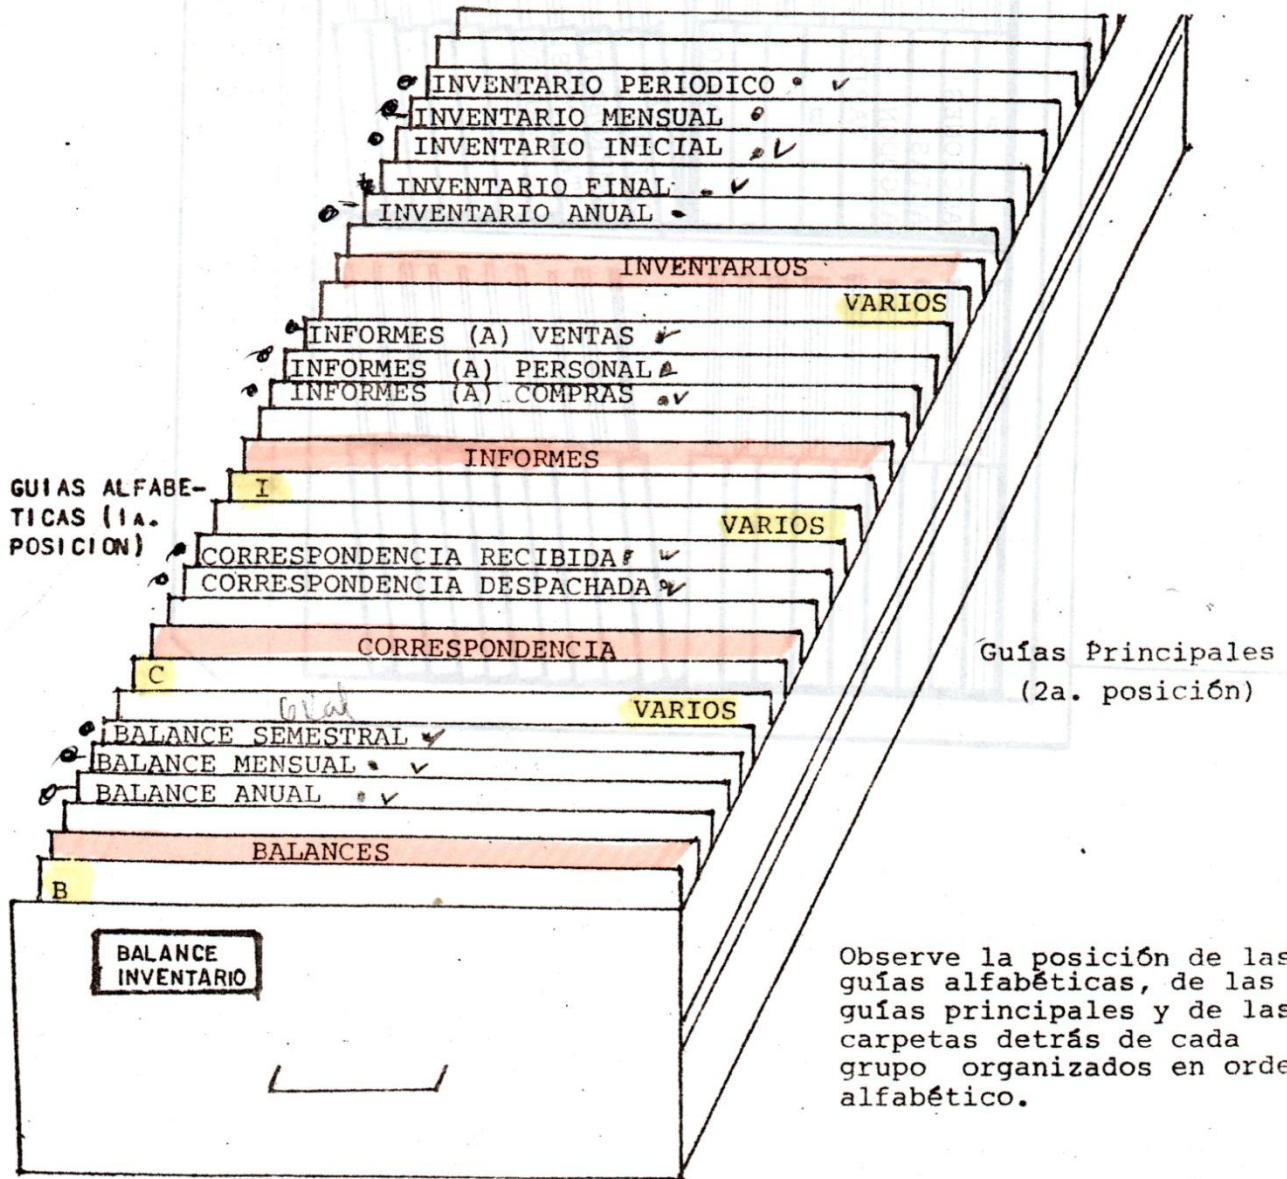 INVENTARIO PERIODICO
INVENTARIO MENSUAL
INVENTARIO INICIAL
INVENTARIO FINAL
INVENTARIO ANUAL
INVENTARIOS
VARIOS
INFORMES (A) VENTAS
INFORMES (A) PERSONAL
INFORMES (A) COMPRAS
INFORMES
I
GUIAS ALFABE-
TICAS (1A.
POSICION)
VARIOS
CORRESPONDENCIA RECIBIDA
CORRESPONDENCIA DESPACHADA
CORRESPONDENCIA
C
Guías Principales
(2a. posición)
VARIOS
BALANCE SEMESTRAL
BALANCE MENSUAL
BALANCE ANUAL
BALANCES
B
BALANCE
INVENTARIO
Observe la posición de las
guías alfabéticas, de las
guías principales y de las
carpetas detrás de cada
grupo organizados en orde
alfabético.